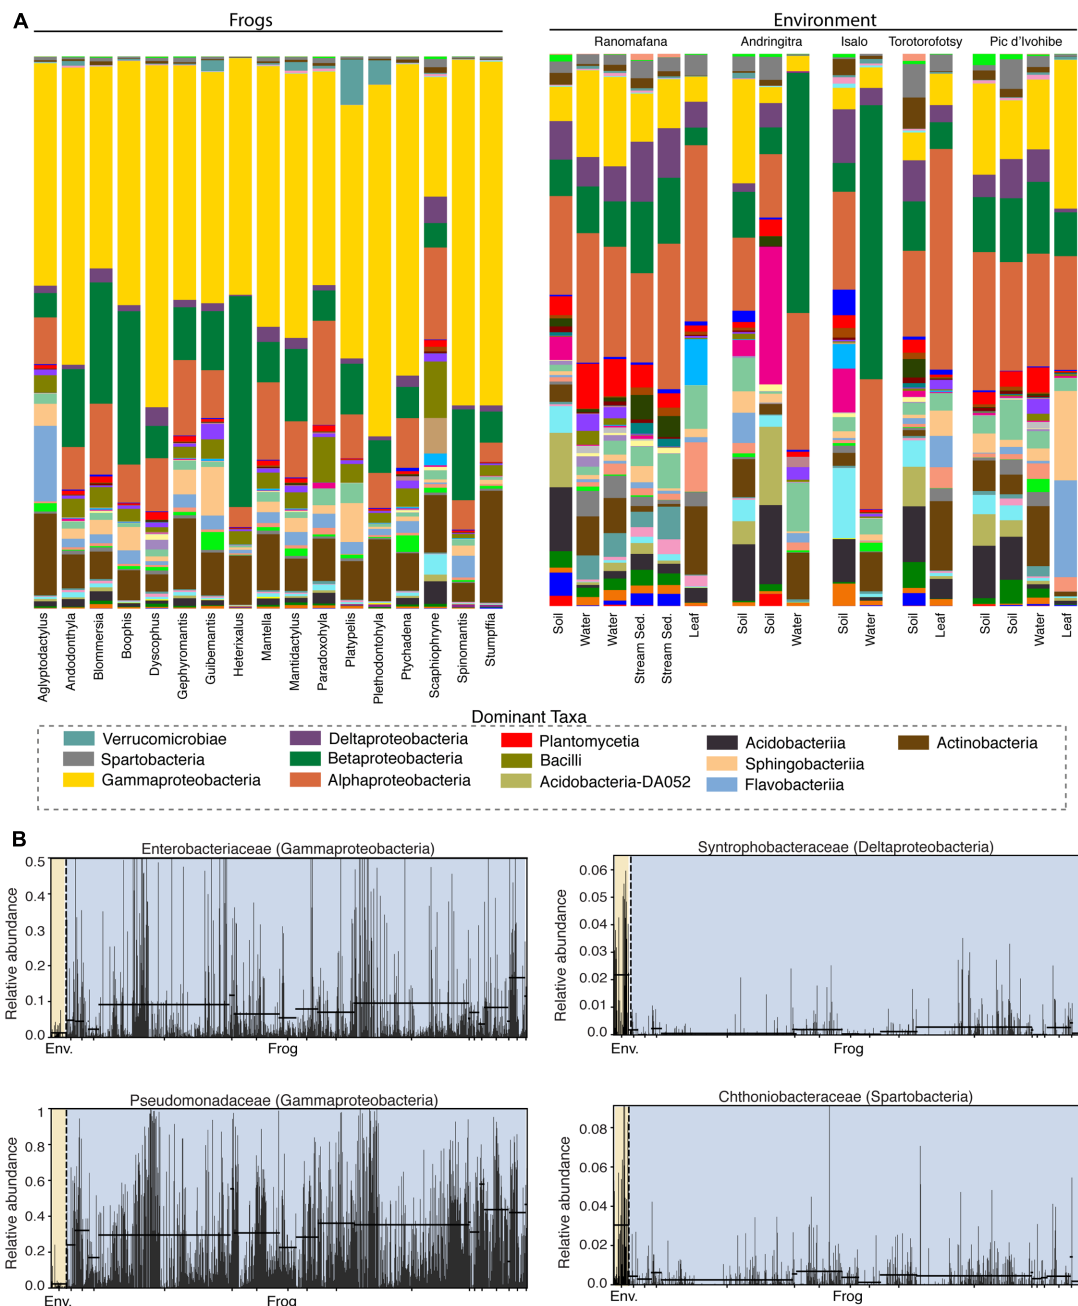 A
Frogs
Environment
Ranomafana
Andringitra
Isalo
Torotorofotsy
Pic d'Ivohibe
Aglyptodactylus
Andodonthyla
Blommersia
Boophis
Dyscophus
Gephyromantis
Guibemantis
Heterixalus
Mantella
Mantidactylus
Paradoxohyla
Platypelis
Plethodontohyla
Ptychadena
Scaphiophryne
Spinomantis
Stumpffia
Soil
Water
Water
Stream Sed.
Stream Sed.
Leaf
Soil
Soil
Water
Soil
Water
Soil
Leaf
Soil
Soil
Water
Leaf
Dominant Taxa
Verrucomicrobiae
Spartobacteria
Gammaproteobacteria
Deltaproteobacteria
Betaproteobacteria
Alphaproteobacteria
Plantomycetia
Bacilli
Acidobacteria-DA052
Acidobacteriia
Sphingobacteriia
Flavobacteriia
Actinobacteria
B
Enterobacteriaceae (Gammaproteobacteria)
Relative abundance
0.5
0.4
0.3
0.2
0.1
0.0
Env.
Frog
Syntrophobacteraceae (Deltaproteobacteria)
Relative abundance
0.06
0.05
0.04
0.03
0.02
0.01
0.0
Env.
Frog
Pseudomonadaceae (Gammaproteobacteria)
Relative abundance
1
0.8
0.6
0.4
0.2
0.0
Env.
Frog
Chthoniobacteraceae (Spartobacteria)
Relative abundance
0.08
0.06
0.04
0.02
0.0
Env.
Frog